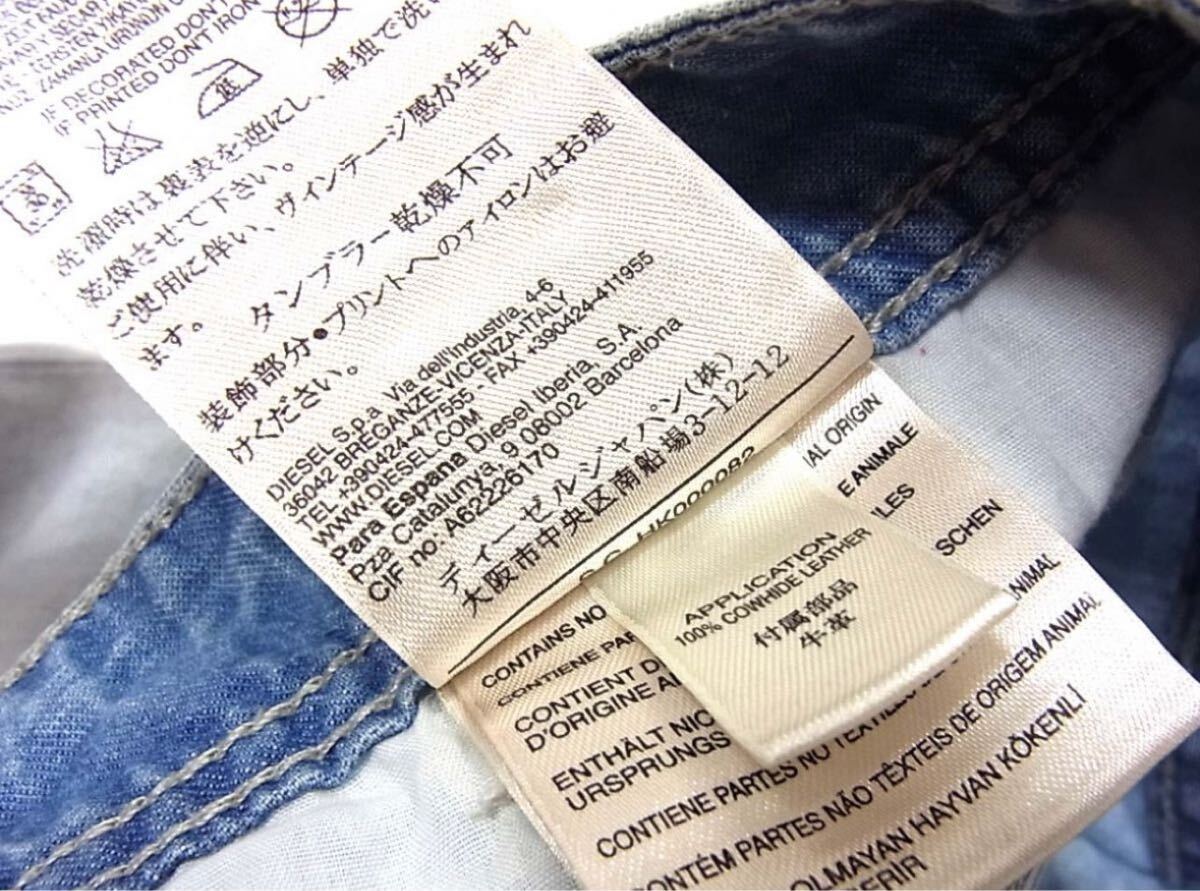 IF DECORATED DON'T
IF PRINTED DONT IRON
洗濯時は裏表を逆にし、単独で洗い
乾燥させて下さい。
ご使用に伴い、ヴィンテージ感が生まれ
ます。 タンブラー乾燥不可
装飾部分●プリントへのアイロンはお避
けください。
DIESEL S.p.a Via dell'Industria, 4-6
36042 BREGANZE-VICENZA-ITALY
TEL +390424-477555 - FAX +390424-411955
WWW.DIESEL.COM
Para Espana Diesel Iberia, S.A.
Pza Catalunya, 9 08002 Barcelona
CIF no: A62226170
ディーゼルジャパン(株)
大阪市中央区南船場3-12-12
APPLICATION
100% COWHIDE LEATHER
付属部品
牛革
CONTAINS NO
AL ORIGIN
CONTIENE
E ANIMALE
CONTIENT
D'ORIGINE
ENTHÄLT
SCHEN
URSPRUNGS
CONTIENE PARTES NO
NIMAL
CONTÉM PARTES NÃO TÊXTEIS DE ORIGEM ANIMAL
OLMAYAN HAYVAN KÖKENLİ